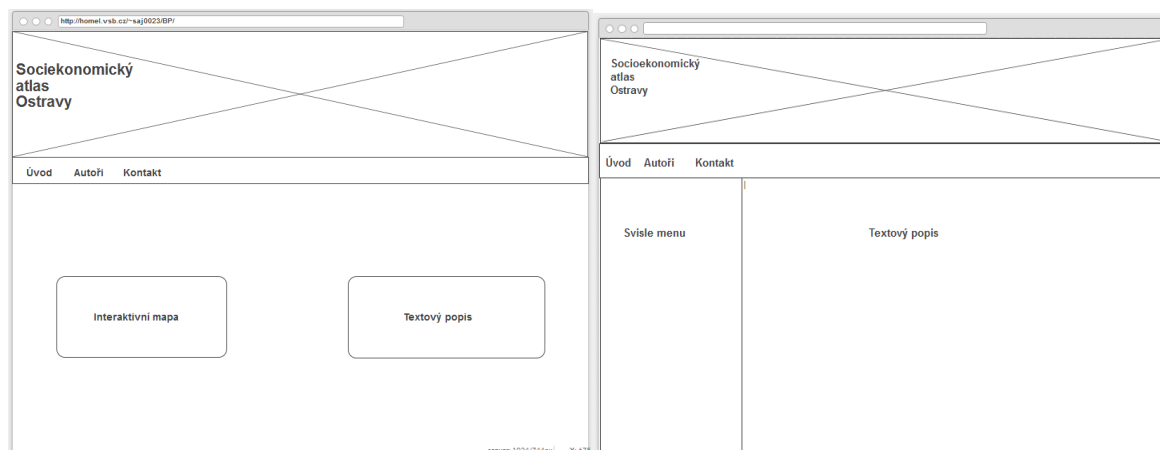 http://homel.vsb.cz/~saj0023/BP/
Sociekonomický
atlas
Ostravy
Úvod Autoři Kontakt
Interaktivní mapa
Textový popis
Socioekonomický
atlas
Ostravy
Úvod Autoři Kontakt
Svisle menu
Textový popis